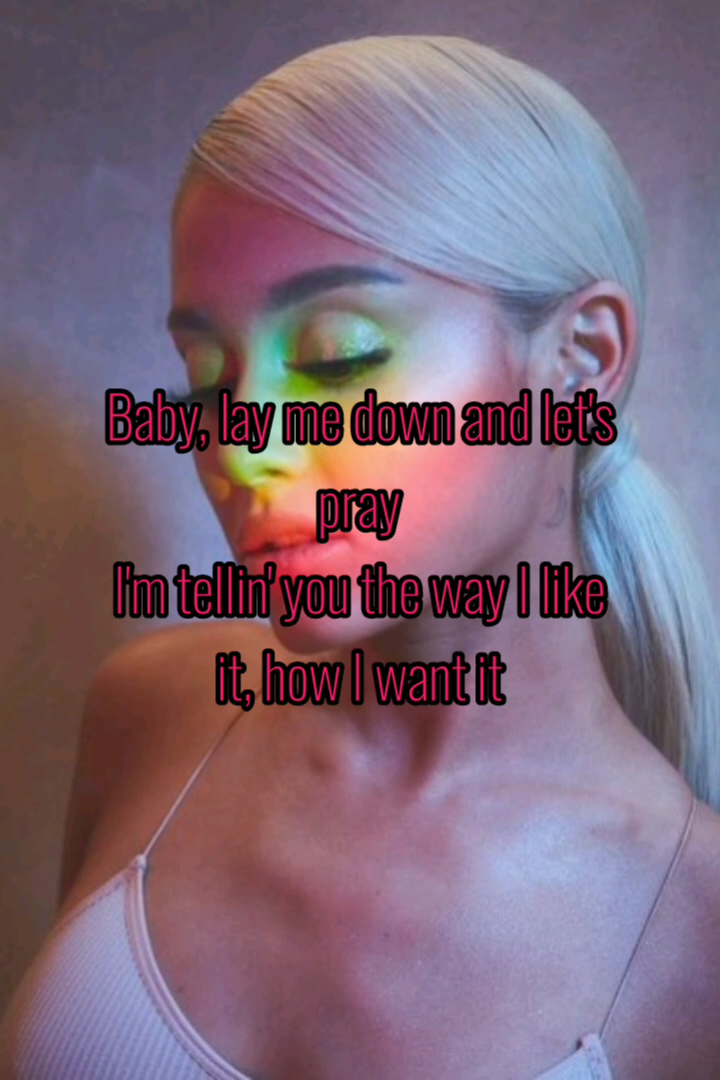 Baby, lay me down and let's
pray
I'm tellin' you the way I like
it, how I want it